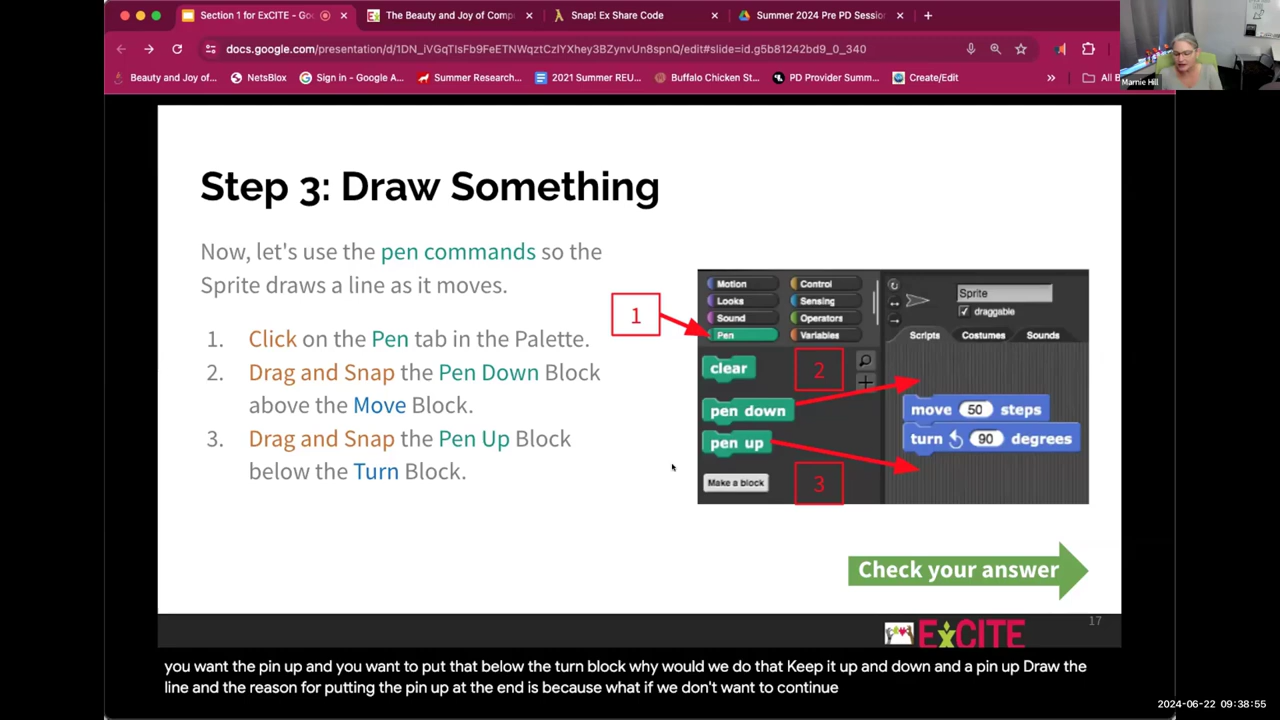 Section 1 for ExCITE - Goo
The Beauty and Joy of Comp
Snap! Ex Share Code
Summer 2024 Pre PD Sessio
docs.google.com/presentation/d/1DN_iVGqTIsFb9FeETNWqztCzIYXhey3BZynvUn8spnQ/edit#slide=id.g5b81242bd9_0_340
Beauty and Joy of...
NetsBlox
Sign in - Google A...
Summer Research...
2021 Summer REU...
Buffalo Chicken St...
PD Provider Summ...
Create/Edit
»
All B
Marnie Hill
Step 3: Draw Something
Now, let's use the pen commands so the
Sprite draws a line as it moves.
1. Click on the Pen tab in the Palette.
2. Drag and Snap the Pen Down Block
above the Move Block.
3. Drag and Snap the Pen Up Block
below the Turn Block.
1
2
3
Motion
Control
Looks
Sensing
Sound
Operators
Pen
Variables
clear
pen down
pen up
Make a block
Sprite
draggable
Scripts
Costumes
Sounds
move 50 steps
turn 90 degrees
Check your answer
ExCITE
17
you want the pin up and you want to put that below the turn block why would we do that Keep it up and down and a pin up Draw the
line and the reason for putting the pin up at the end is because what if we don't want to continue
2024-06-22 09:38:55